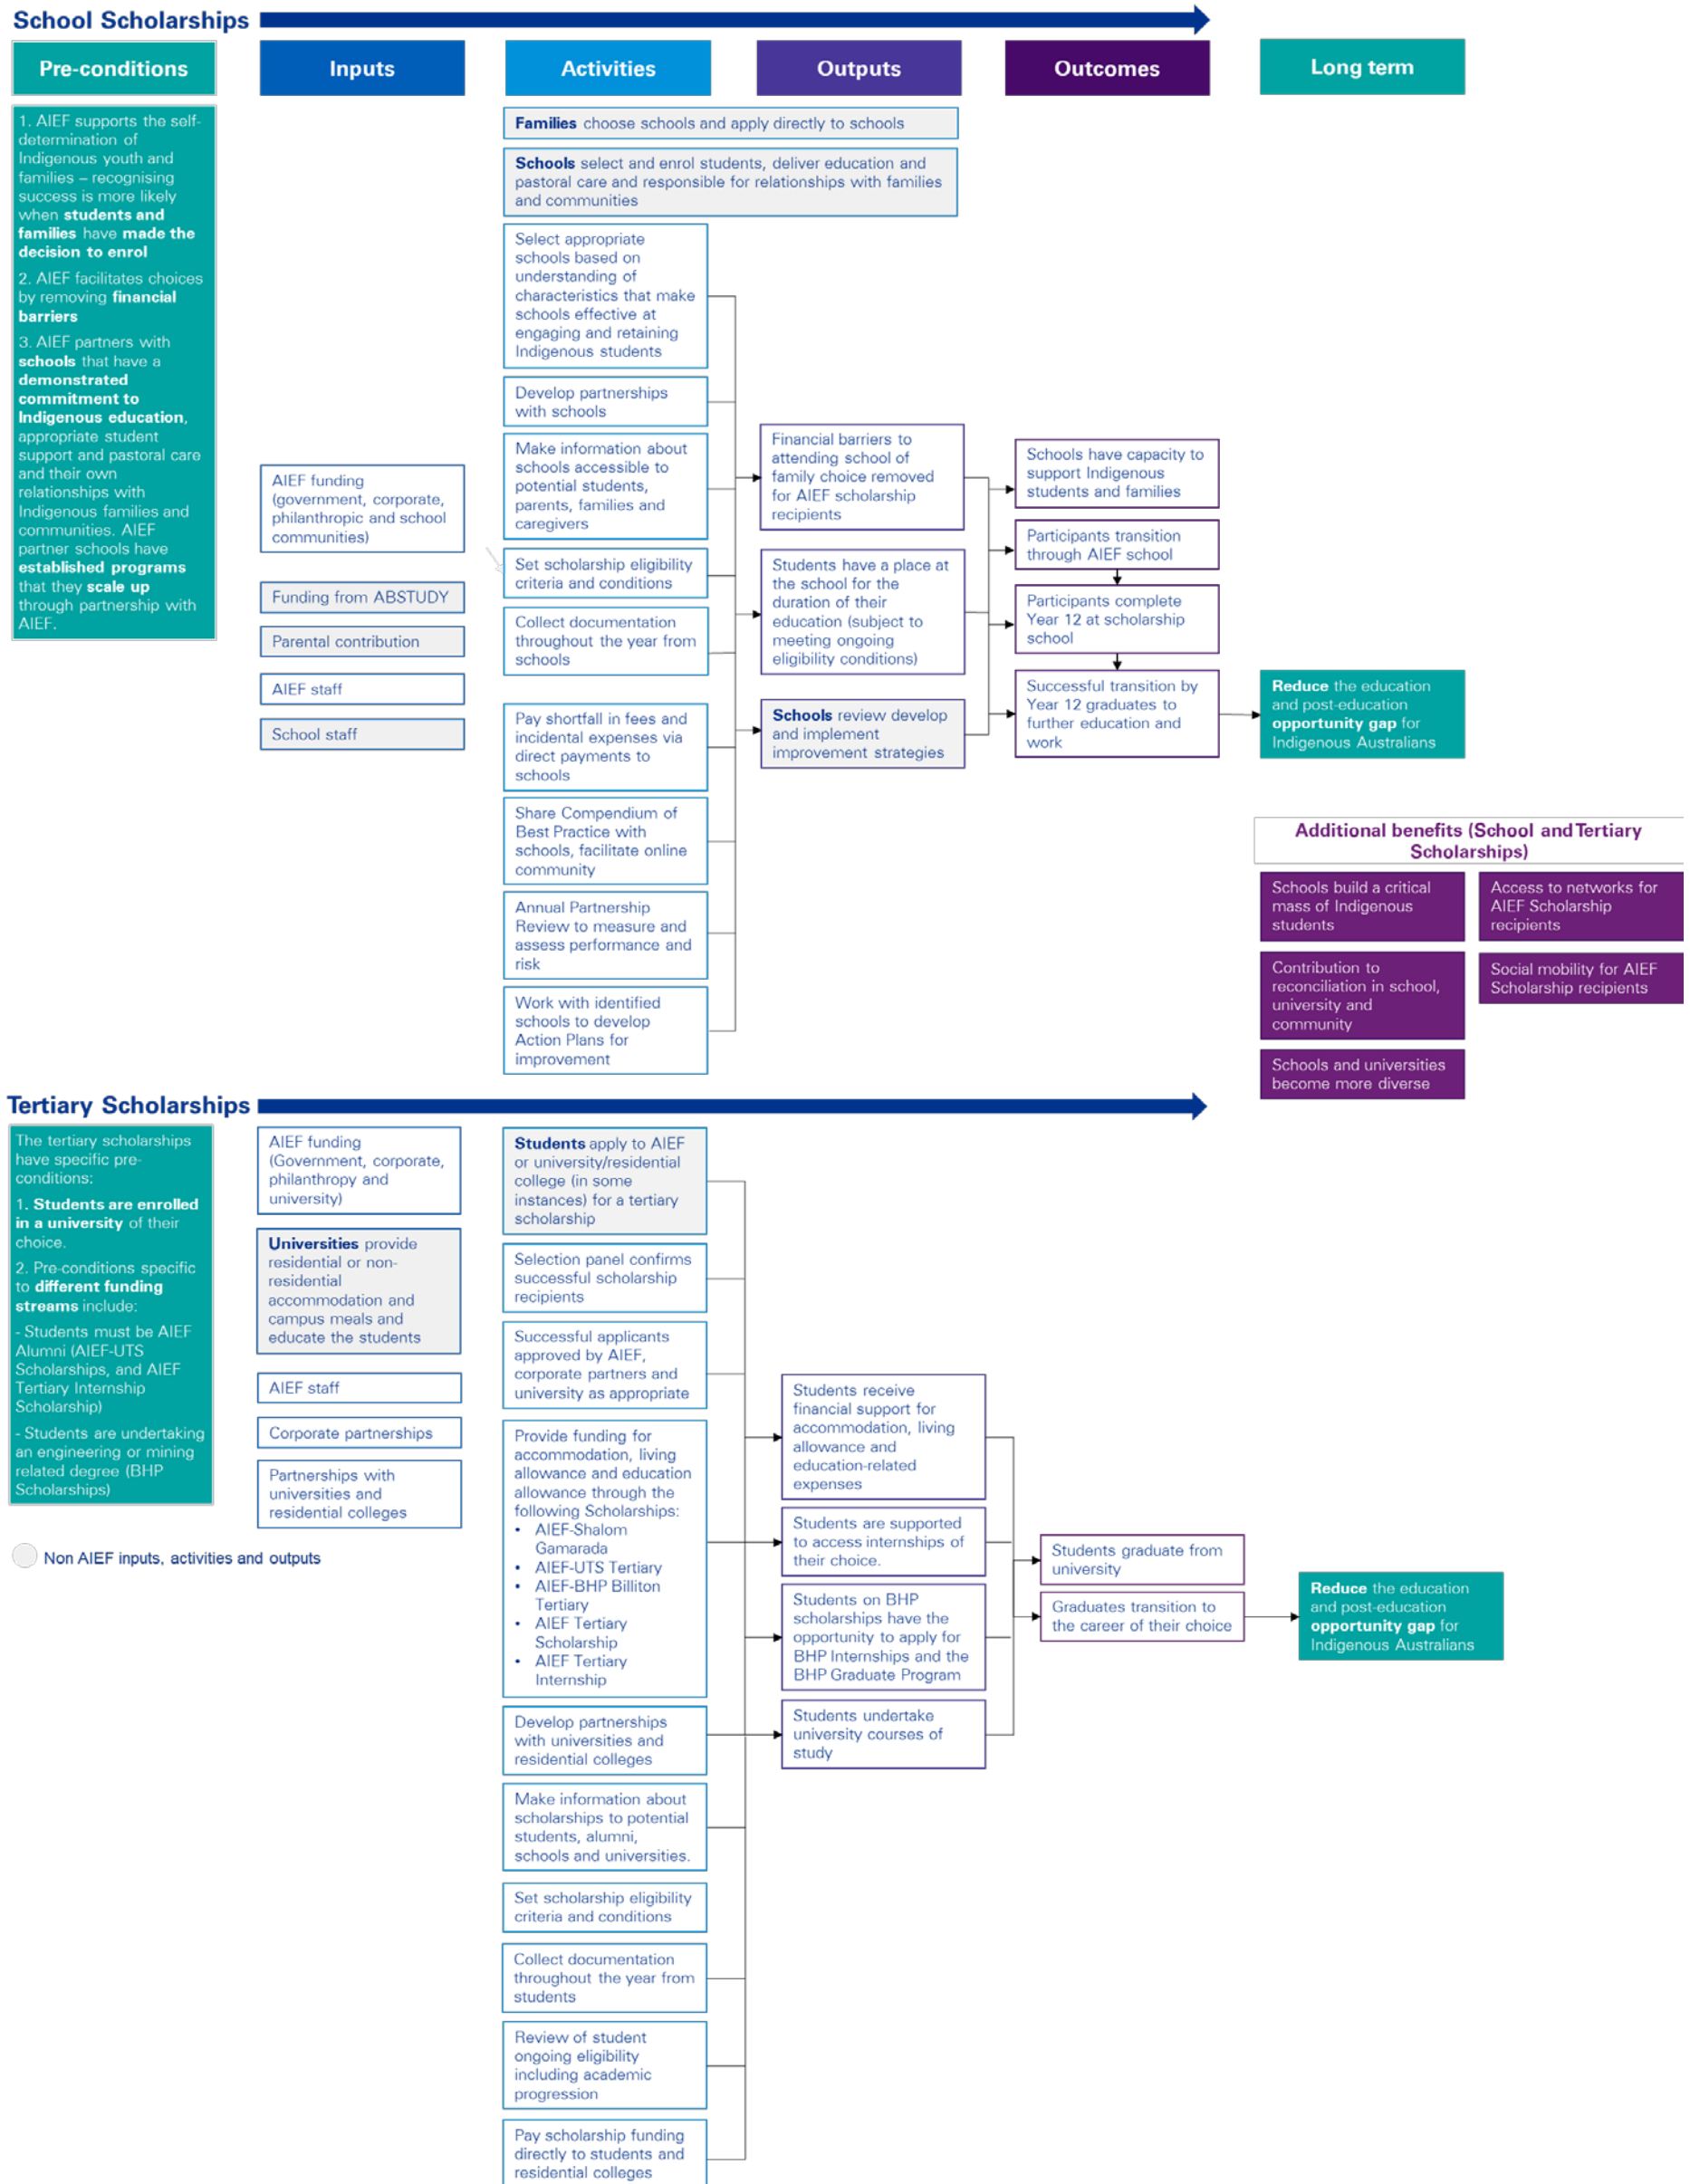 School Scholarships
Pre-conditions
Inputs
Activities
Outputs
Outcomes
Long term
1. AIEF supports the self-
determination of
Indigenous youth and
families – recognising
success is more likely
when students and
families have made the
decision to enrol
2. AIEF facilitates choices
by removing financial
barriers
3. AIEF partners with
schools that have a
demonstrated
commitment to
Indigenous education,
appropriate student
support and pastoral care
and their own
relationships with
Indigenous families and
communities. AIEF
partner schools have
established programs
that they scale up
through partnership with
AIEF.
AIEF funding
(government, corporate,
philanthropic and school
communities)
Funding from ABSTUDY
Parental contribution
AIEF staff
School staff
Families choose schools and apply directly to schools
Schools select and enrol students, deliver education and
pastoral care and responsible for relationships with families
and communities
Select appropriate
schools based on
understanding of
characteristics that make
schools effective at
engaging and retaining
Indigenous students
Develop partnerships
with schools
Make information about
schools accessible to
potential students,
parents, families and
caregivers
Set scholarship eligibility
criteria and conditions
Collect documentation
throughout the year from
schools
Pay shortfall in fees and
incidental expenses via
direct payments to
schools
Share Compendium of
Best Practice with
schools, facilitate online
community
Annual Partnership
Review to measure and
assess performance and
risk
Work with identified
schools to develop
Action Plans for
improvement
Financial barriers to
attending school of
family choice removed
for AIEF scholarship
recipients
Students have a place at
the school for the
duration of their
education (subject to
meeting ongoing
eligibility conditions)
Schools review develop
and implement
improvement strategies
Schools have capacity to
support Indigenous
students and families
Participants transition
through AIEF school
Participants complete
Year 12 at scholarship
school
Successful transition by
Year 12 graduates to
further education and
work
Reduce the education
and post-education
opportunity gap for
Indigenous Australians
Additional benefits (School and Tertiary
Scholarships)
Schools build a critical
mass of Indigenous
students
Access to networks for
AIEF Scholarship
recipients
Contribution to
reconciliation in school,
university and
community
Social mobility for AIEF
Scholarship recipients
Schools and universities
become more diverse
Tertiary Scholarships
The tertiary scholarships
have specific pre-
conditions:
1. Students are enrolled
in a university of their
choice.
2. Pre-conditions specific
to different funding
streams include:
- Students must be AIEF
Alumni (AIEF-UTS
Scholarships, and AIEF
Tertiary Internship
Scholarship)
- Students are undertaking
an engineering or mining
related degree (BHP
Scholarships)
Non AIEF inputs, activities and outputs
AIEF funding
(Government, corporate,
philanthropy and
university)
Universities provide
residential or non-
residential
accommodation and
campus meals and
educate the students
AIEF staff
Corporate partnerships
Partnerships with
universities and
residential colleges
Students apply to AIEF
or university/residential
college (in some
instances) for a tertiary
scholarship
Selection panel confirms
successful scholarship
recipients
Successful applicants
approved by AIEF,
corporate partners and
university as appropriate
Provide funding for
accommodation, living
allowance and education
allowance through the
following Scholarships:
• AIEF-Shalom
Gamarada
• AIEF-UTS Tertiary
• AIEF-BHP Billiton
Tertiary
• AIEF Tertiary
Scholarship
• AIEF Tertiary
Internship
Develop partnerships
with universities and
residential colleges
Make information about
scholarships to potential
students, alumni,
schools and universities.
Set scholarship eligibility
criteria and conditions
Collect documentation
throughout the year from
students
Review of student
ongoing eligibility
including academic
progression
Pay scholarship funding
directly to students and
residential colleges
Students receive
financial support for
accommodation, living
allowance and
education-related
expenses
Students are supported
to access internships of
their choice.
Students on BHP
scholarships have the
opportunity to apply for
BHP Internships and the
BHP Graduate Program
Students undertake
university courses of
study
Students graduate from
university
Graduates transition to
the career of their choice
Reduce the education
and post-education
opportunity gap for
Indigenous Australians